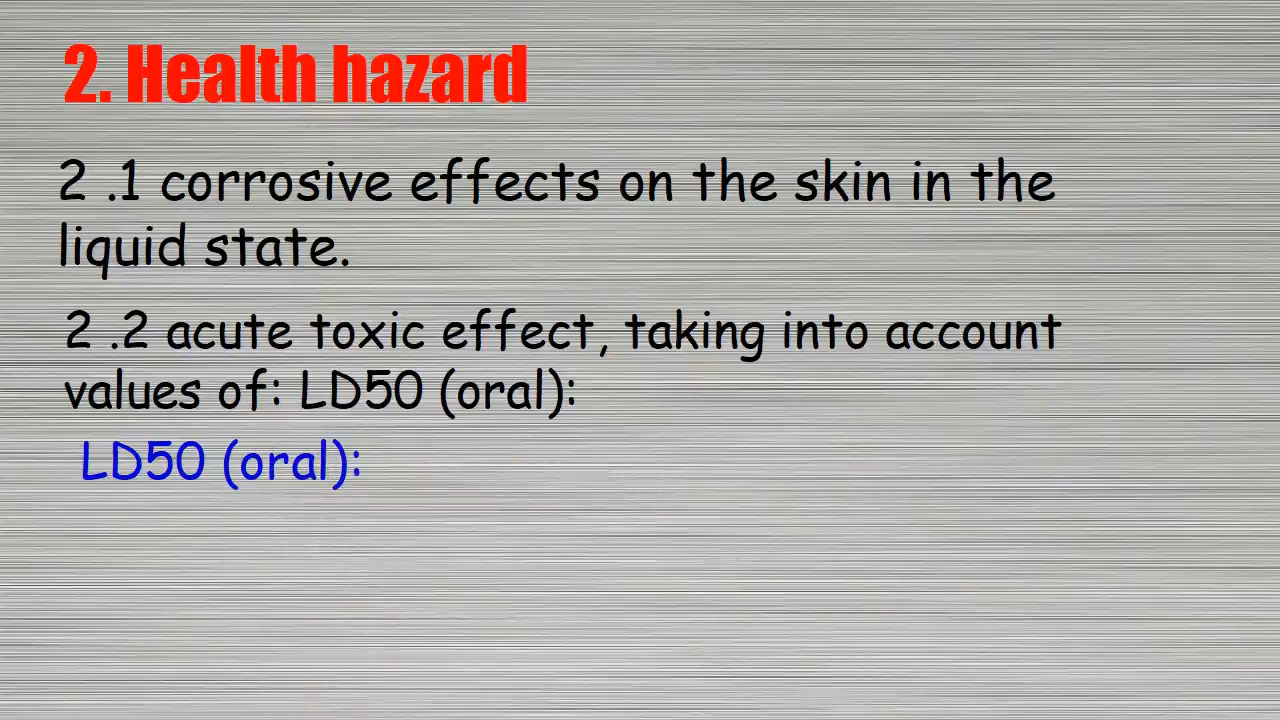 2. Health hazard
2 .1 corrosive effects on the skin in the
liquid state.
2 .2 acute toxic effect, taking into account
values of: LD50 (oral):
LD50 (oral):